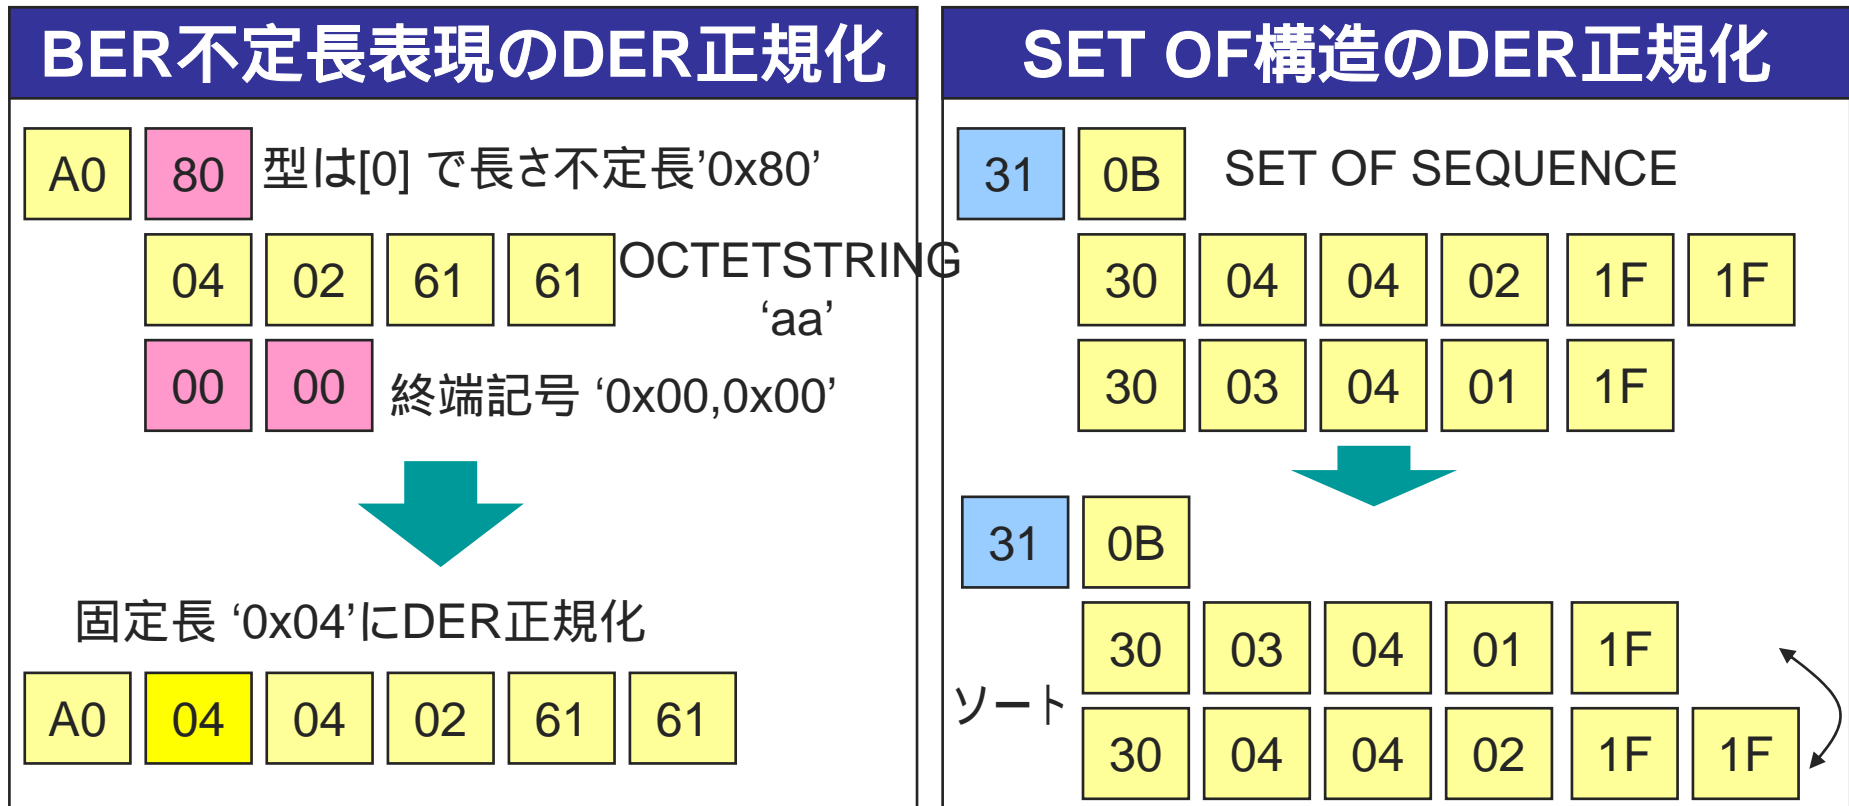 BER不定長表現のDER正規化
A0 80 型は[0] で長さ不定長’0x80’
04 02 61 61 OCTETSTRING
‘aa’
00 00 終端記号 ‘0x00,0x00’
固定長 ‘0x04’にDER正規化
A0 04 04 02 61 61
SET OF構造のDER正規化
31 0B SET OF SEQUENCE
30 04 04 02 1F 1F
30 03 04 01 1F
31 0B
30 03 04 01 1F
ソート
30 04 04 02 1F 1F